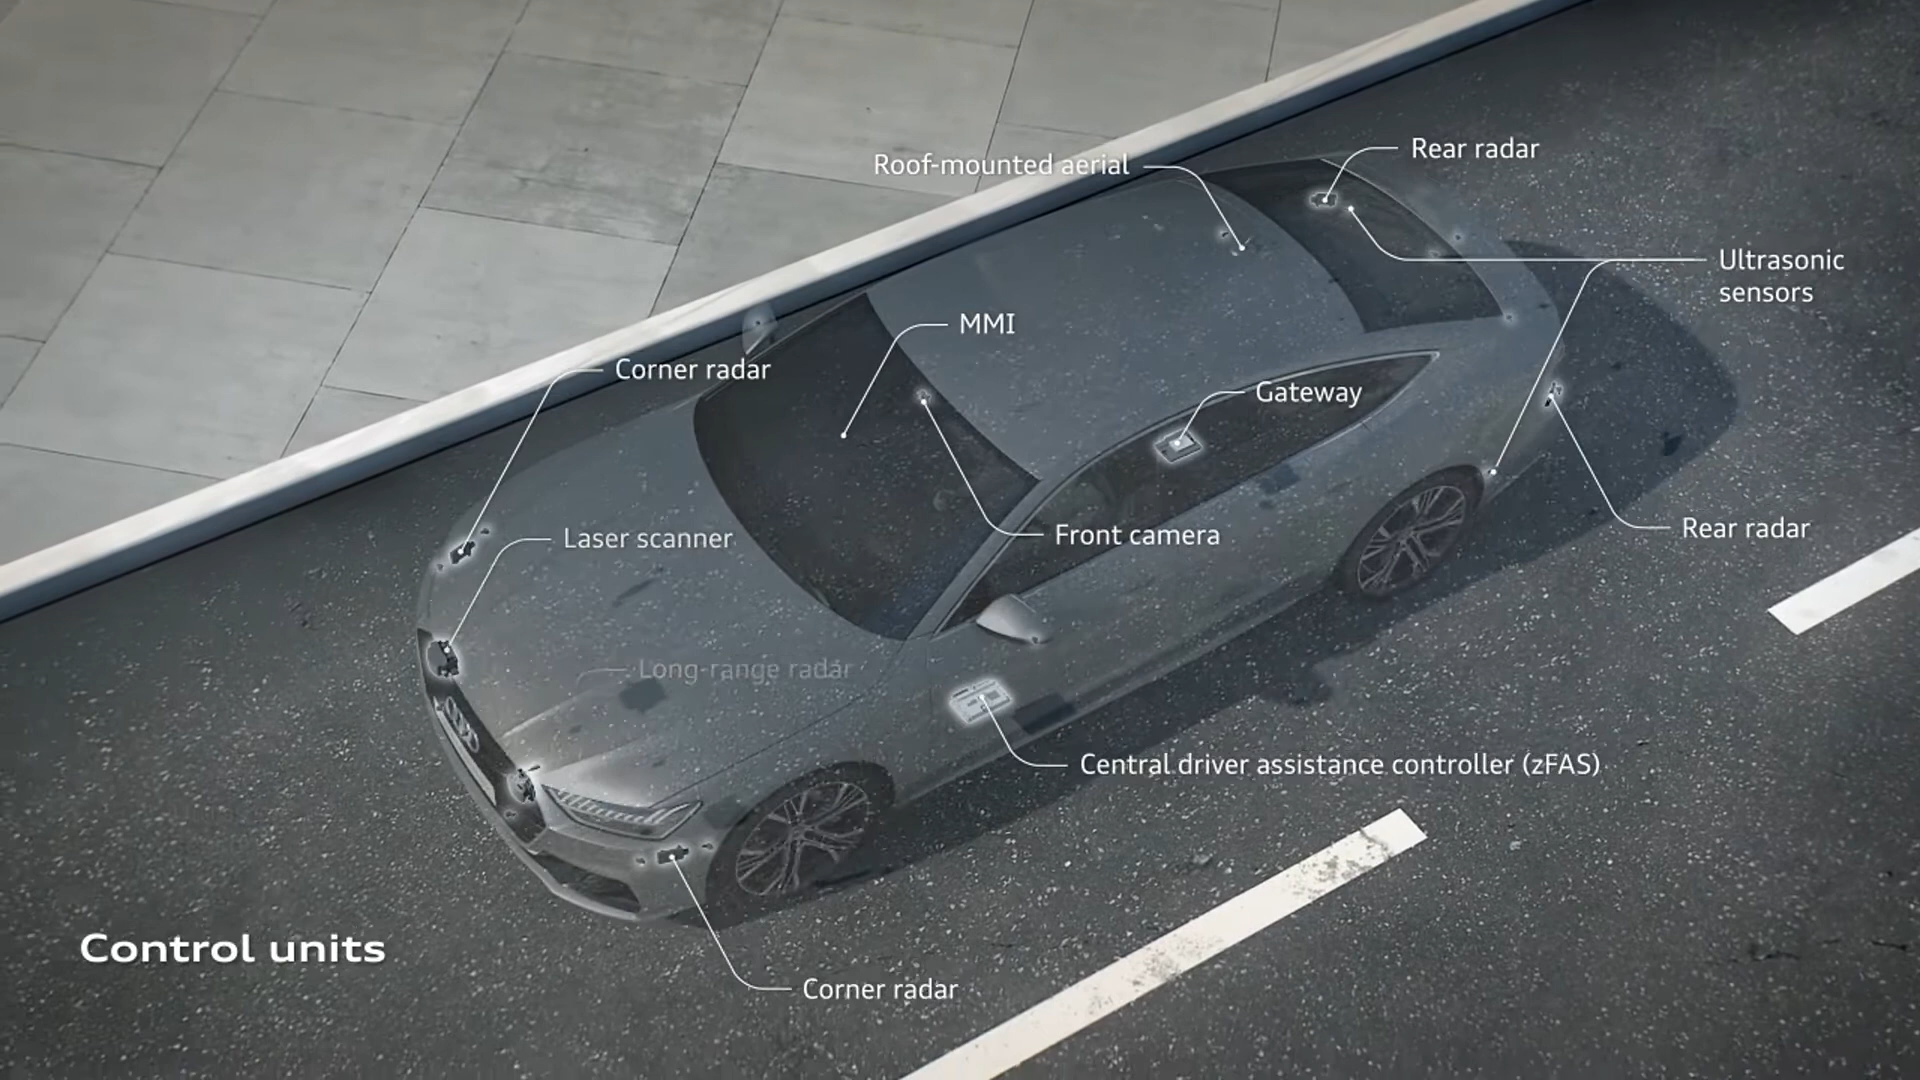 Rear radar
Roof-mounted aerial
Ultrasonic
sensors
MMI
Corner radar
Gateway
Rear radar
Front camera
Laser scanner
Long-range radar
Central driver assistance controller (zFAS)
Control units
Corner radar